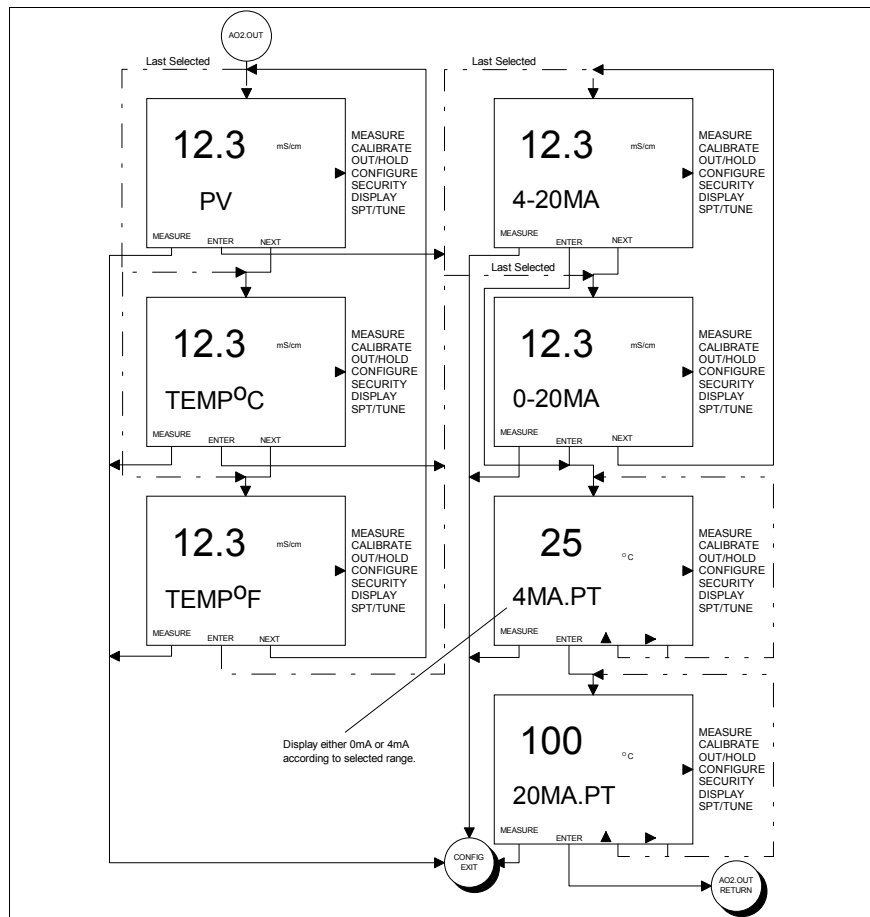 AO2.OUT
Last Selected
12.3 mS/cm
PV
MEASURE ENTER NEXT
MEASURE
CALIBRATE
OUT/HOLD
CONFIGURE
SECURITY
DISPLAY
SPT/TUNE
12.3 mS/cm
TEMP°C
MEASURE ENTER NEXT
MEASURE
CALIBRATE
OUT/HOLD
CONFIGURE
SECURITY
DISPLAY
SPT/TUNE
12.3 mS/cm
TEMP°F
MEASURE ENTER NEXT
MEASURE
CALIBRATE
OUT/HOLD
CONFIGURE
SECURITY
DISPLAY
SPT/TUNE
Last Selected
12.3 mS/cm
4-20MA
MEASURE ENTER NEXT
MEASURE
CALIBRATE
OUT/HOLD
CONFIGURE
SECURITY
DISPLAY
SPT/TUNE
Last Selected
12.3 mS/cm
0-20MA
MEASURE ENTER NEXT
MEASURE
CALIBRATE
OUT/HOLD
CONFIGURE
SECURITY
DISPLAY
SPT/TUNE
25 °C
4MA.PT
MEASURE ENTER
MEASURE
CALIBRATE
OUT/HOLD
CONFIGURE
SECURITY
DISPLAY
SPT/TUNE
Display either 0mA or 4mA
according to selected range.
100 °C
20MA.PT
MEASURE ENTER
MEASURE
CALIBRATE
OUT/HOLD
CONFIGURE
SECURITY
DISPLAY
SPT/TUNE
CONFIG
EXIT
AO2.OUT
RETURN